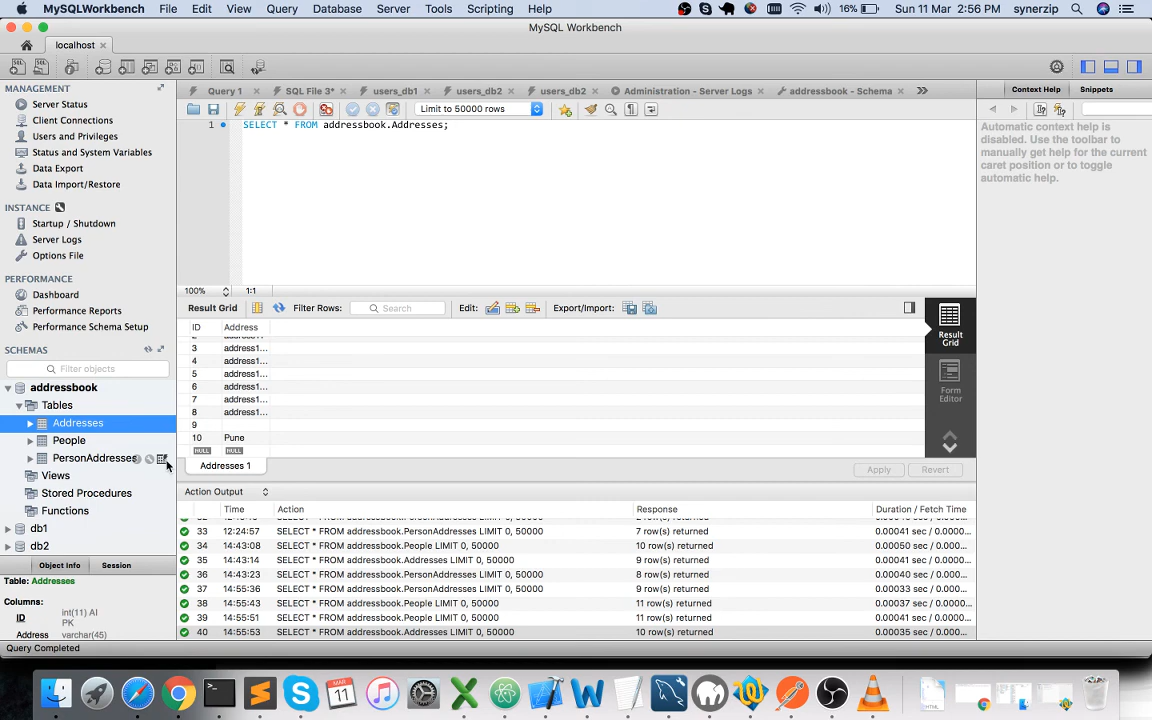 MySQLWorkbench File Edit View Query Database Server Tools Scripting Help 16% Sun 11 Mar 2:56 PM synerzip
MySQL Workbench
localhost
MANAGEMENT
Server Status
Client Connections
Users and Privileges
Status and System Variables
Data Export
Data Import/Restore
INSTANCE
Startup / Shutdown
Server Logs
Options File
PERFORMANCE
Dashboard
Performance Reports
Performance Schema Setup
SCHEMAS
Filter objects
addressbook
Tables
Addresses
People
PersonAddresses
Views
Stored Procedures
Functions
db1
db2
Object Info Session
Table: Addresses
Columns:
ID int(11) AI
PK
Address varchar(45)
Query Completed
Query 1 SQL File 3* users_db1 users_db2 users_db2 Administration - Server Logs addressbook - Schema
Limit to 50000 rows
1 SELECT * FROM addressbook.Addresses;
100% 1:1
Result Grid Filter Rows: Search Edit: Export/Import:
ID Address
3 address1...
4 address1...
5 address1...
6 address1...
7 address1...
8 address1...
9
10 Pune
NULL NULL
Result
Grid
Form
Editor
Addresses 1 Apply Revert
Action Output
Time Action Response Duration / Fetch Time
33 12:24:57 SELECT * FROM addressbook.PersonAddresses LIMIT 0, 50000 7 row(s) returned 0.00041 sec / 0.0000...
34 14:43:08 SELECT * FROM addressbook.People LIMIT 0, 50000 10 row(s) returned 0.00050 sec / 0.0000...
35 14:43:14 SELECT * FROM addressbook.Addresses LIMIT 0, 50000 9 row(s) returned 0.00041 sec / 0.0000...
36 14:43:23 SELECT * FROM addressbook.PersonAddresses LIMIT 0, 50000 8 row(s) returned 0.00040 sec / 0.0000...
37 14:55:36 SELECT * FROM addressbook.PersonAddresses LIMIT 0, 50000 9 row(s) returned 0.00033 sec / 0.0000...
38 14:55:43 SELECT * FROM addressbook.People LIMIT 0, 50000 11 row(s) returned 0.00037 sec / 0.0000...
39 14:55:51 SELECT * FROM addressbook.People LIMIT 0, 50000 11 row(s) returned 0.00041 sec / 0.0000...
40 14:55:53 SELECT * FROM addressbook.Addresses LIMIT 0, 50000 10 row(s) returned 0.00035 sec / 0.0000...
Context Help Snippets
Automatic context help is
disabled. Use the toolbar to
manually get help for the current
caret position or to toggle
automatic help.
MAR
11